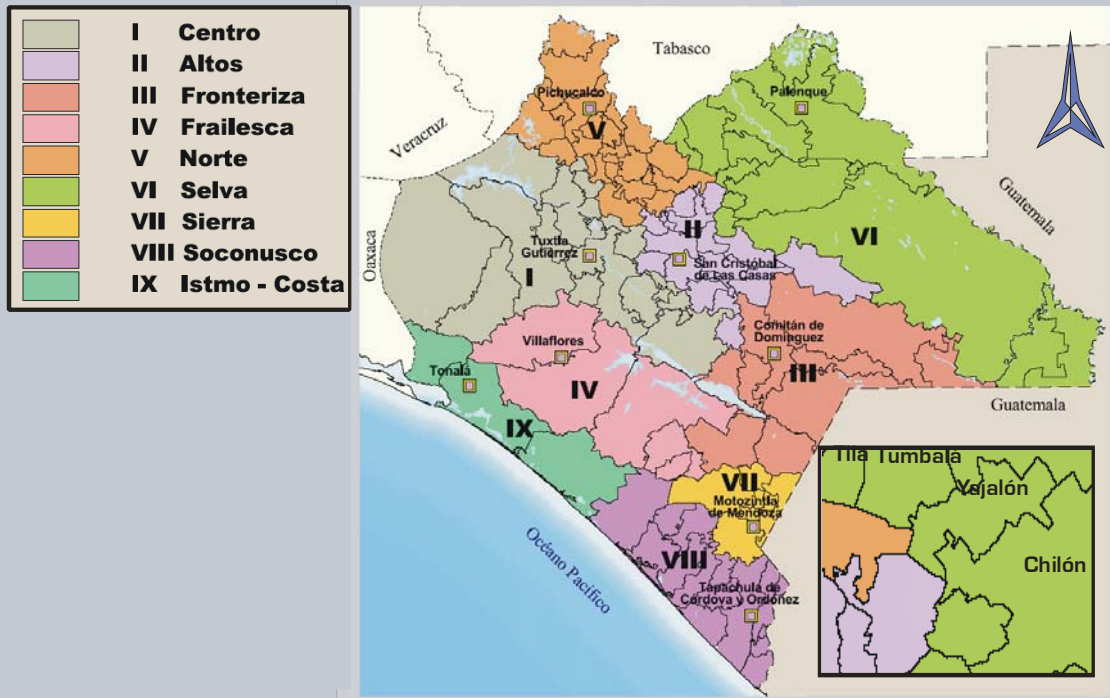 I Centro
II Altos
III Fronteriza
IV Frailesca
V Norte
VI Selva
VII Sierra
VIII Soconusco
IX Istmo - Costa
Tabasco
Veracruz
Oaxaca
Guatemala
Guatemala
Océano Pacífico
Pichucalco
V
Palenque
VI
II
Tuxtla
Gutiérrez
San Cristóbal
de Las Casas
I
Comitán de
Domínguez
III
Villaflores
IV
Tonalá
IX
VII
Motozintla
de Mendoza
VIII
Tapachula de
Córdova y Ordóñez
Tila Tumbalá
Yajalón
Chilón